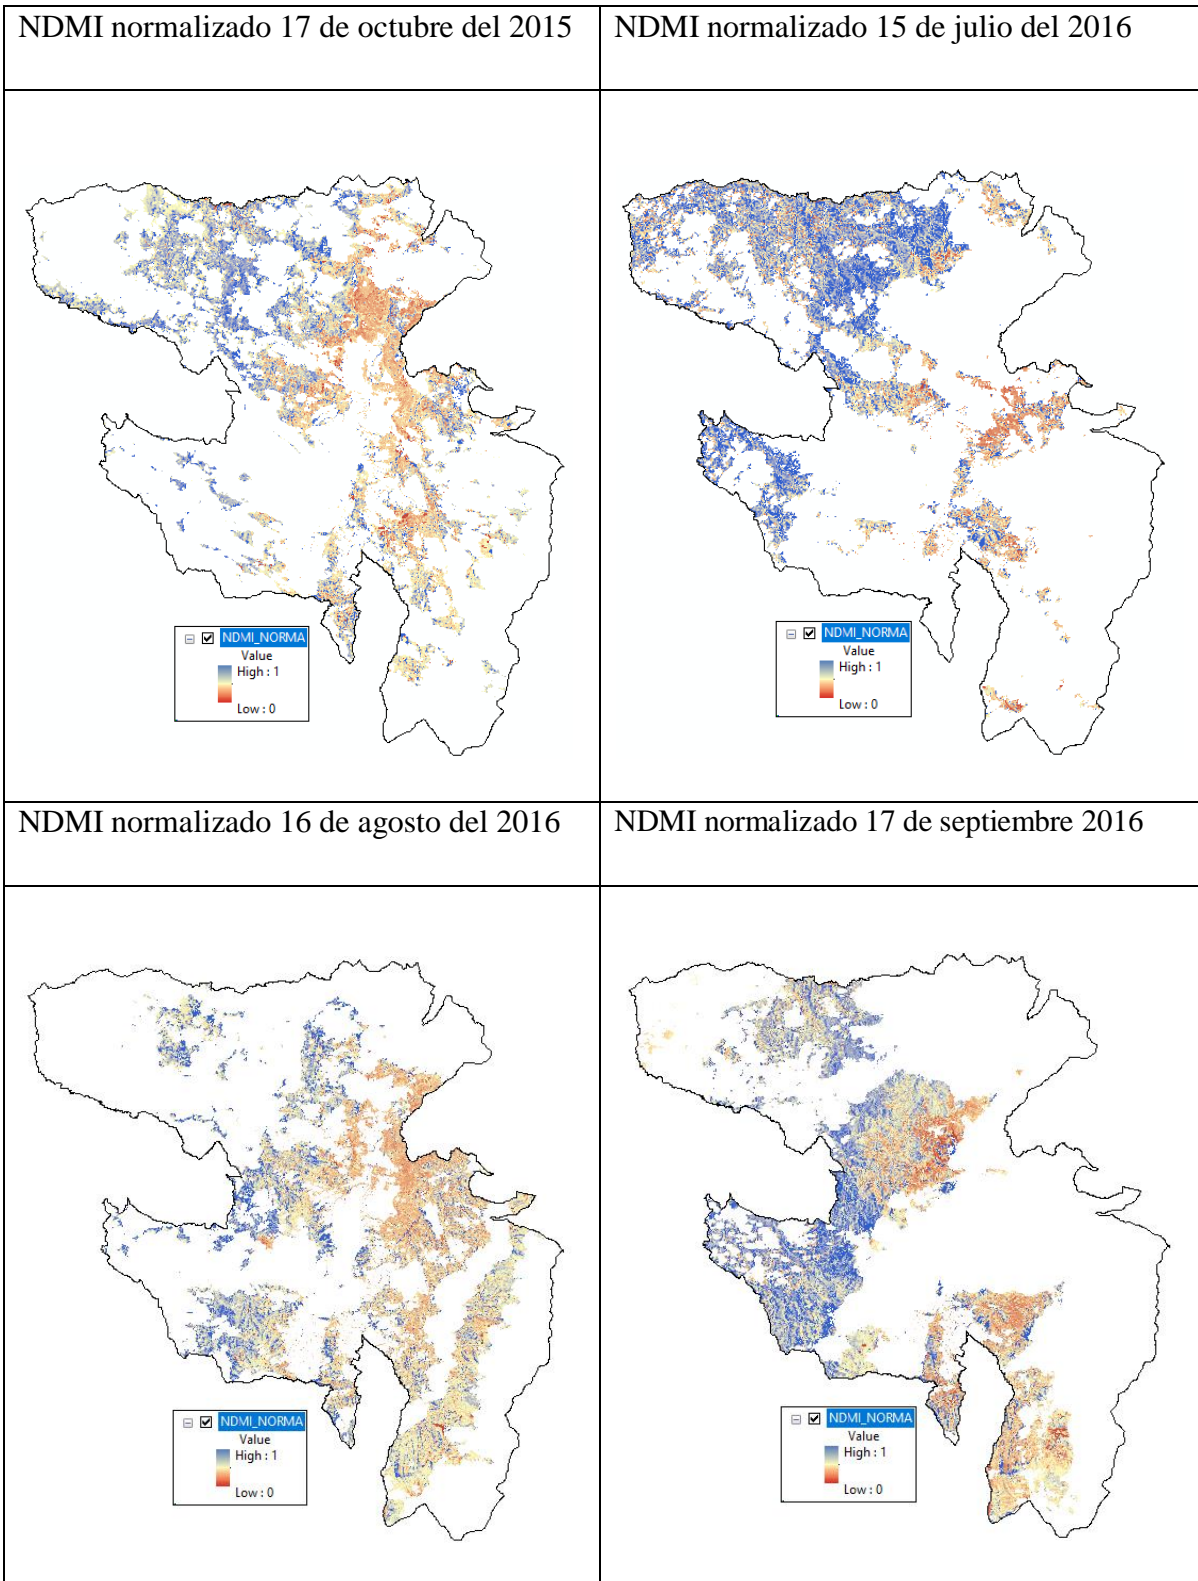 NDMI normalizado 17 de octubre del 2015
NDMI normalizado 15 de julio del 2016
NDMI_NORMA
Value
High : 1
Low : 0
NDMI_NORMA
Value
High : 1
Low : 0
NDMI normalizado 16 de agosto del 2016
NDMI normalizado 17 de septiembre 2016
NDMI_NORMA
Value
High : 1
Low : 0
NDMI_NORMA
Value
High : 1
Low : 0